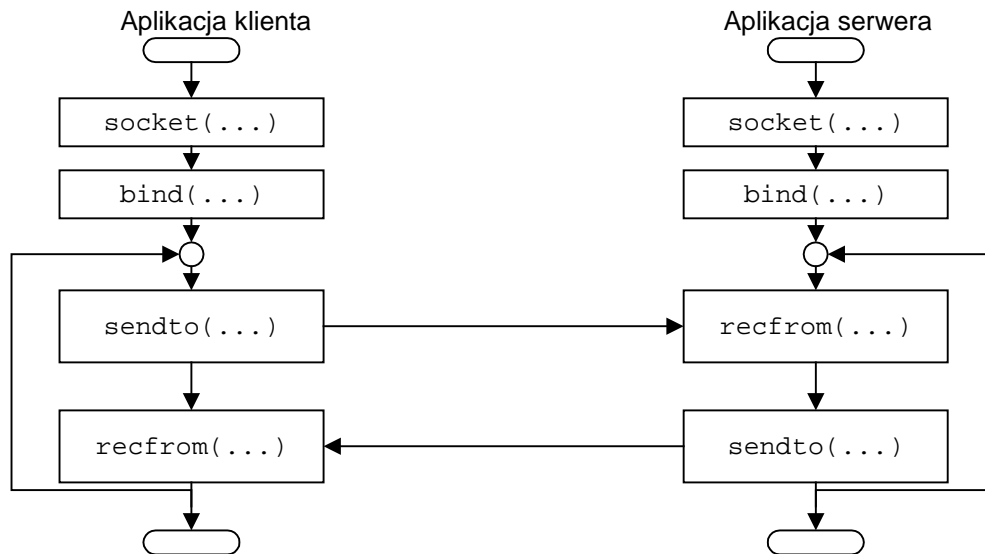 Aplikacja klienta
Aplikacja serwera
socket(...)
socket(...)
bind(...)
bind(...)
sendto(...)
recfrom(...)
recfrom(...)
sendto(...)